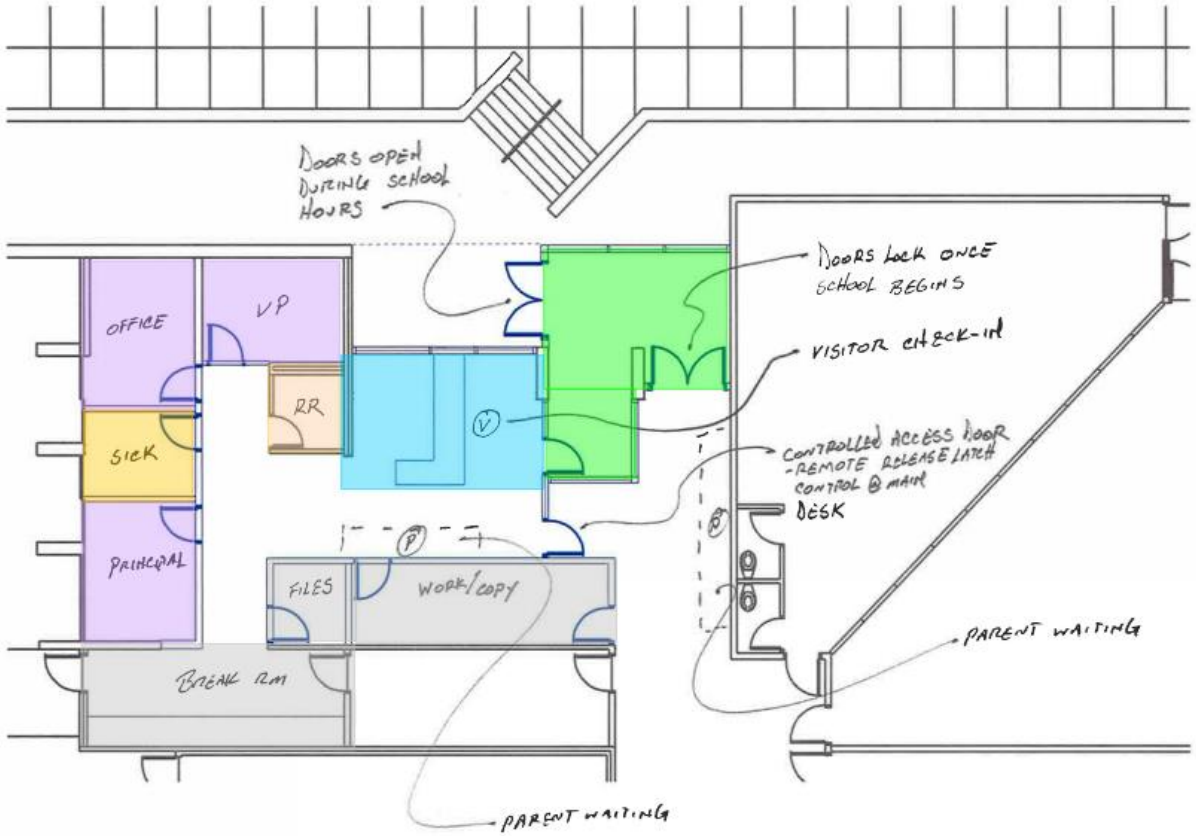 DOORS OPEN
DURING SCHOOL
HOURS
DOORS LOCK ONCE
SCHOOL BEGINS
VISITOR CHECK-IN
CONTROLLED ACCESS DOOR
-REMOTE RELEASE LATCH
CONTROL @ MAIN
DESK
OFFICE
VP
RR
V
SICK
P
P
PRINCIPAL
FILES
WORK/COPY
BREAK RM
PARENT WAITING
PARENT WAITING